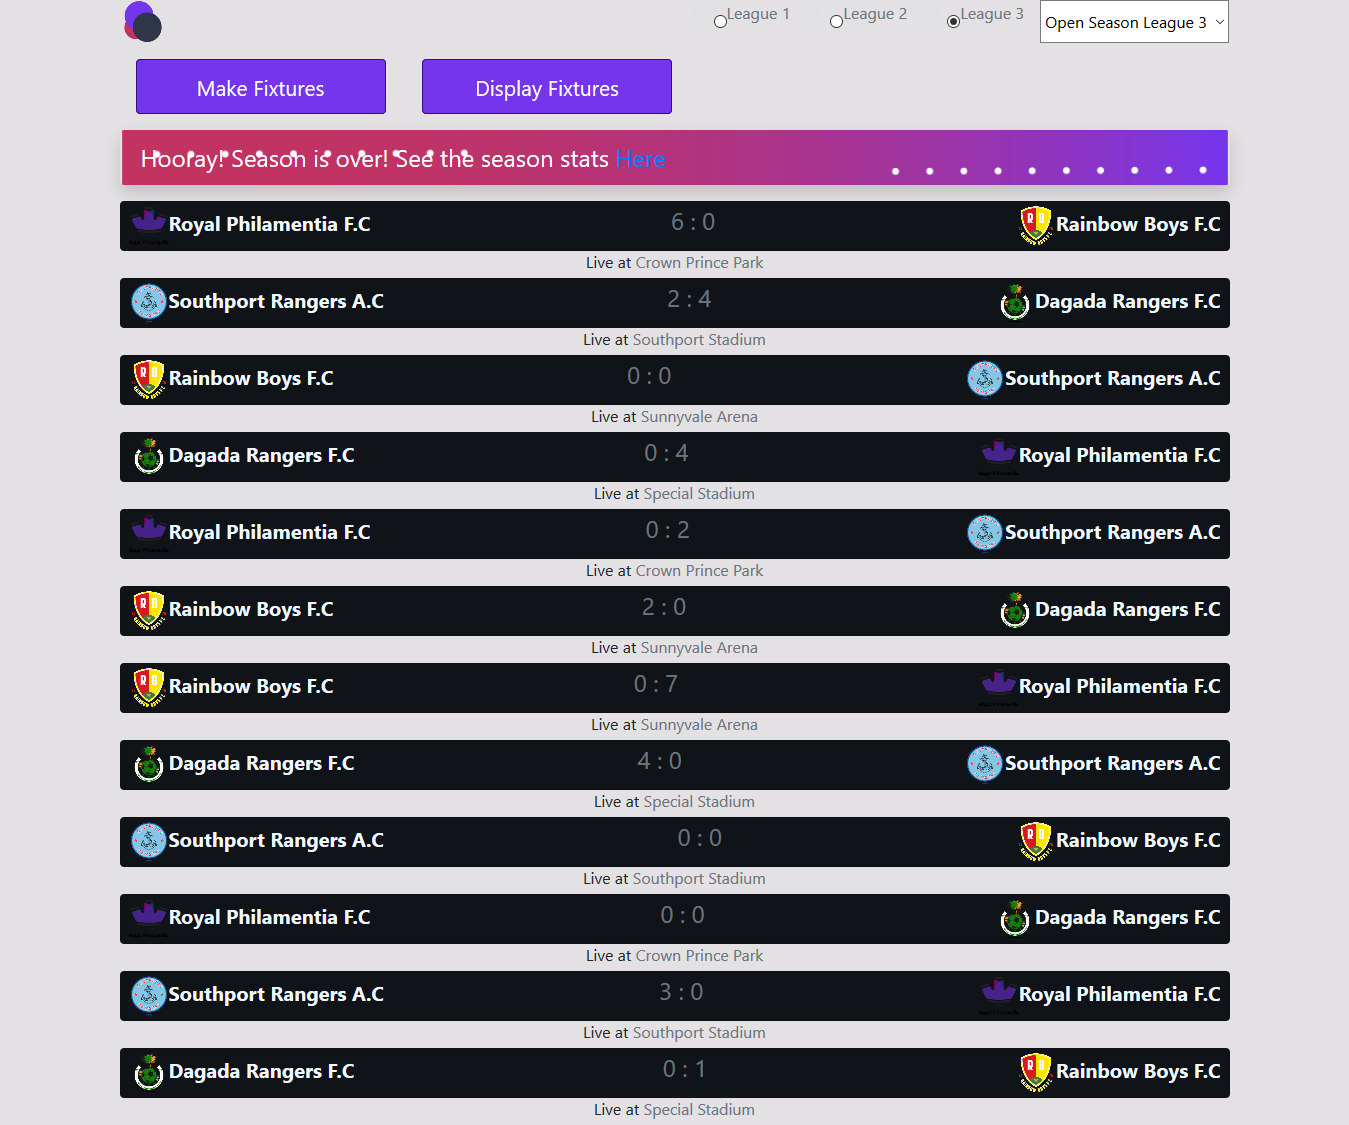 League 1 League 2 League 3 Open Season League 3
Make Fixtures Display Fixtures
Hooray! Season is over! See the season stats Here
Royal Philamentia F.C 6 : 0 Rainbow Boys F.C
Live at Crown Prince Park
Southport Rangers A.C 2 : 4 Dagada Rangers F.C
Live at Southport Stadium
Rainbow Boys F.C 0 : 0 Southport Rangers A.C
Live at Sunnyvale Arena
Dagada Rangers F.C 0 : 4 Royal Philamentia F.C
Live at Special Stadium
Royal Philamentia F.C 0 : 2 Southport Rangers A.C
Live at Crown Prince Park
Rainbow Boys F.C 2 : 0 Dagada Rangers F.C
Live at Sunnyvale Arena
Rainbow Boys F.C 0 : 7 Royal Philamentia F.C
Live at Sunnyvale Arena
Dagada Rangers F.C 4 : 0 Southport Rangers A.C
Live at Special Stadium
Southport Rangers A.C 0 : 0 Rainbow Boys F.C
Live at Southport Stadium
Royal Philamentia F.C 0 : 0 Dagada Rangers F.C
Live at Crown Prince Park
Southport Rangers A.C 3 : 0 Royal Philamentia F.C
Live at Southport Stadium
Dagada Rangers F.C 0 : 1 Rainbow Boys F.C
Live at Special Stadium